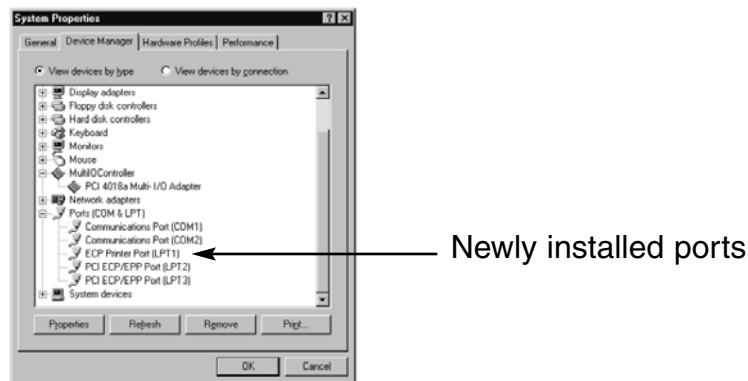 System Properties
General Device Manager Hardware Profiles Performance
View devices by type View devices by connection
Display adapters
Floppy disk controllers
Hard disk controllers
Keyboard
Monitors
Mouse
MultiIOController
PCI 4018a Multi-I/O Adapter
Network adapters
Ports (COM & LPT)
Communications Port (COM1)
Communications Port (COM2)
ECP Printer Port (LPT1)
PCI ECP/EPP Port (LPT2)
PCI ECP/EPP Port (LPT3)
System devices
Newly installed ports
Properties Refresh Remove Print...
OK Cancel